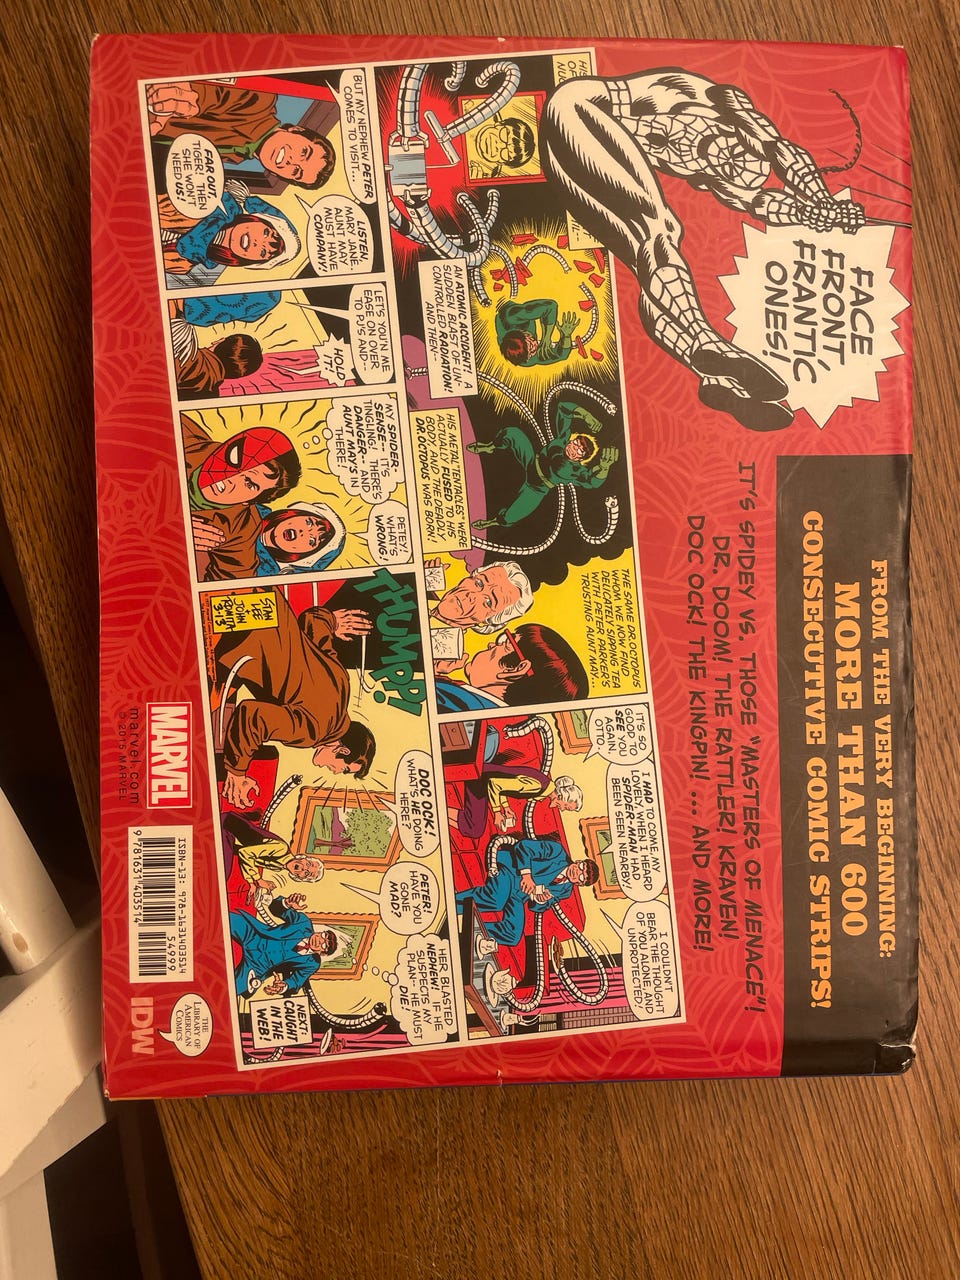 FACE
FRONT,
FRANTIC
ONES!
FROM THE VERY BEGINNING:
MORE THAN 600
CONSECUTIVE COMIC STRIPS!
IT'S SPIDEY VS. THOSE "MASTERS OF MENACE"!
DR. DOOM! THE RATTLER! KRAVEN!
DOC OCK! THE KINGPIN! ... AND MORE!
AN ATOMIC ACCIDENT! A
SUDDEN BLAST OF UN-
CONTROLLED RADIATION!
AND THEN--
HIS METAL "TENTACLES" WERE
ACTUALLY FUSED TO HIS
BODY, AND THE DEADLY
DR. OCTOPUS WAS BORN!
THE SAME DR. OCTOPUS
WHOM WE NOW FIND
DELICATELY SIPPING TEA
WITH PETER PARKER'S
TRUSTING AUNT MAY...
IT'S SO
GOOD TO
SEE YOU
AGAIN,
OTTO.
I HAD TO COME, MY
LOVELY, WHEN I HEARD
SPIDER-MAN HAD
BEEN SEEN NEARBY!
I COULDN'T
BEAR THE THOUGHT
OF YOU ALONE, AND
UNPROTECTED!
BUT MY NEPHEW PETER
COMES TO VISIT...
LISTEN,
MARY JANE,
AUNT MAY
MUST HAVE
COMPANY!
FAR OUT,
TIGER! THEN
SHE WON'T
NEED US!
LET'S YOU'N ME
EASE ON OVER
TO PJ'S AND--
HOLD
IT!
MY SPIDER-
SENSE-- IT'S
TINGLING! THERE'S
DANGER-- AND
AUNT MAY'S IN
THERE!
PETEY!
WHAT'S
WRONG!
THUMP!
STAN
LEE
+
JOHN
ROMITA
3-13
DOC OCK!
WHAT'S HE DOING
HERE?
PETER!
HAVE YOU
GONE
MAD?
HER BLASTED
NEPHEW! IF HE
SUSPECTS MY
PLAN-- HE MUST
DIE!
NEXT:
CAUGHT
IN THE
WEB!
MARVEL
marvel.com
© 2015 MARVEL
ISBN-13: 978-1631403514
54999
9 781631 403514
IDW
THE
LIBRARY OF
AMERICAN
COMICS